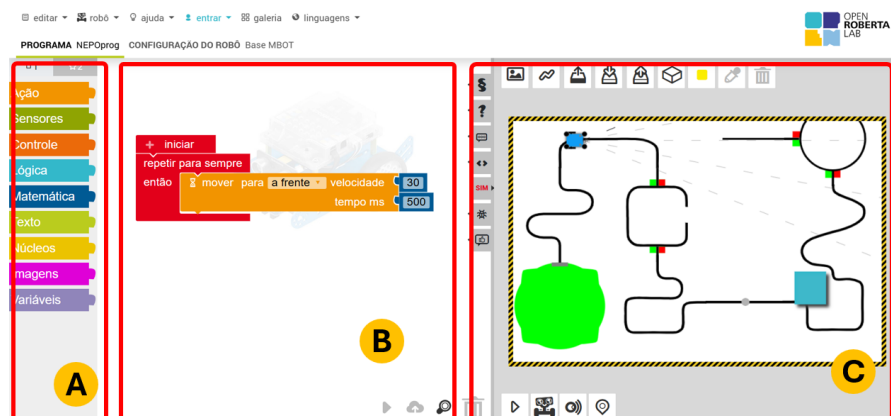 editar robô ajuda entrar galeria linguagens
OPEN
ROBERTA
LAB
PROGRAMA NEPOprog CONFIGURAÇÃO DO ROBÔ Base MBOT
Ação
Sensores
Controle
Lógica
Matemática
Texto
Núcleos
Imagens
Variáveis
+ iniciar
repetir para sempre
então mover para a frente velocidade 30
tempo ms 500
§
?
SIM
A
B
C